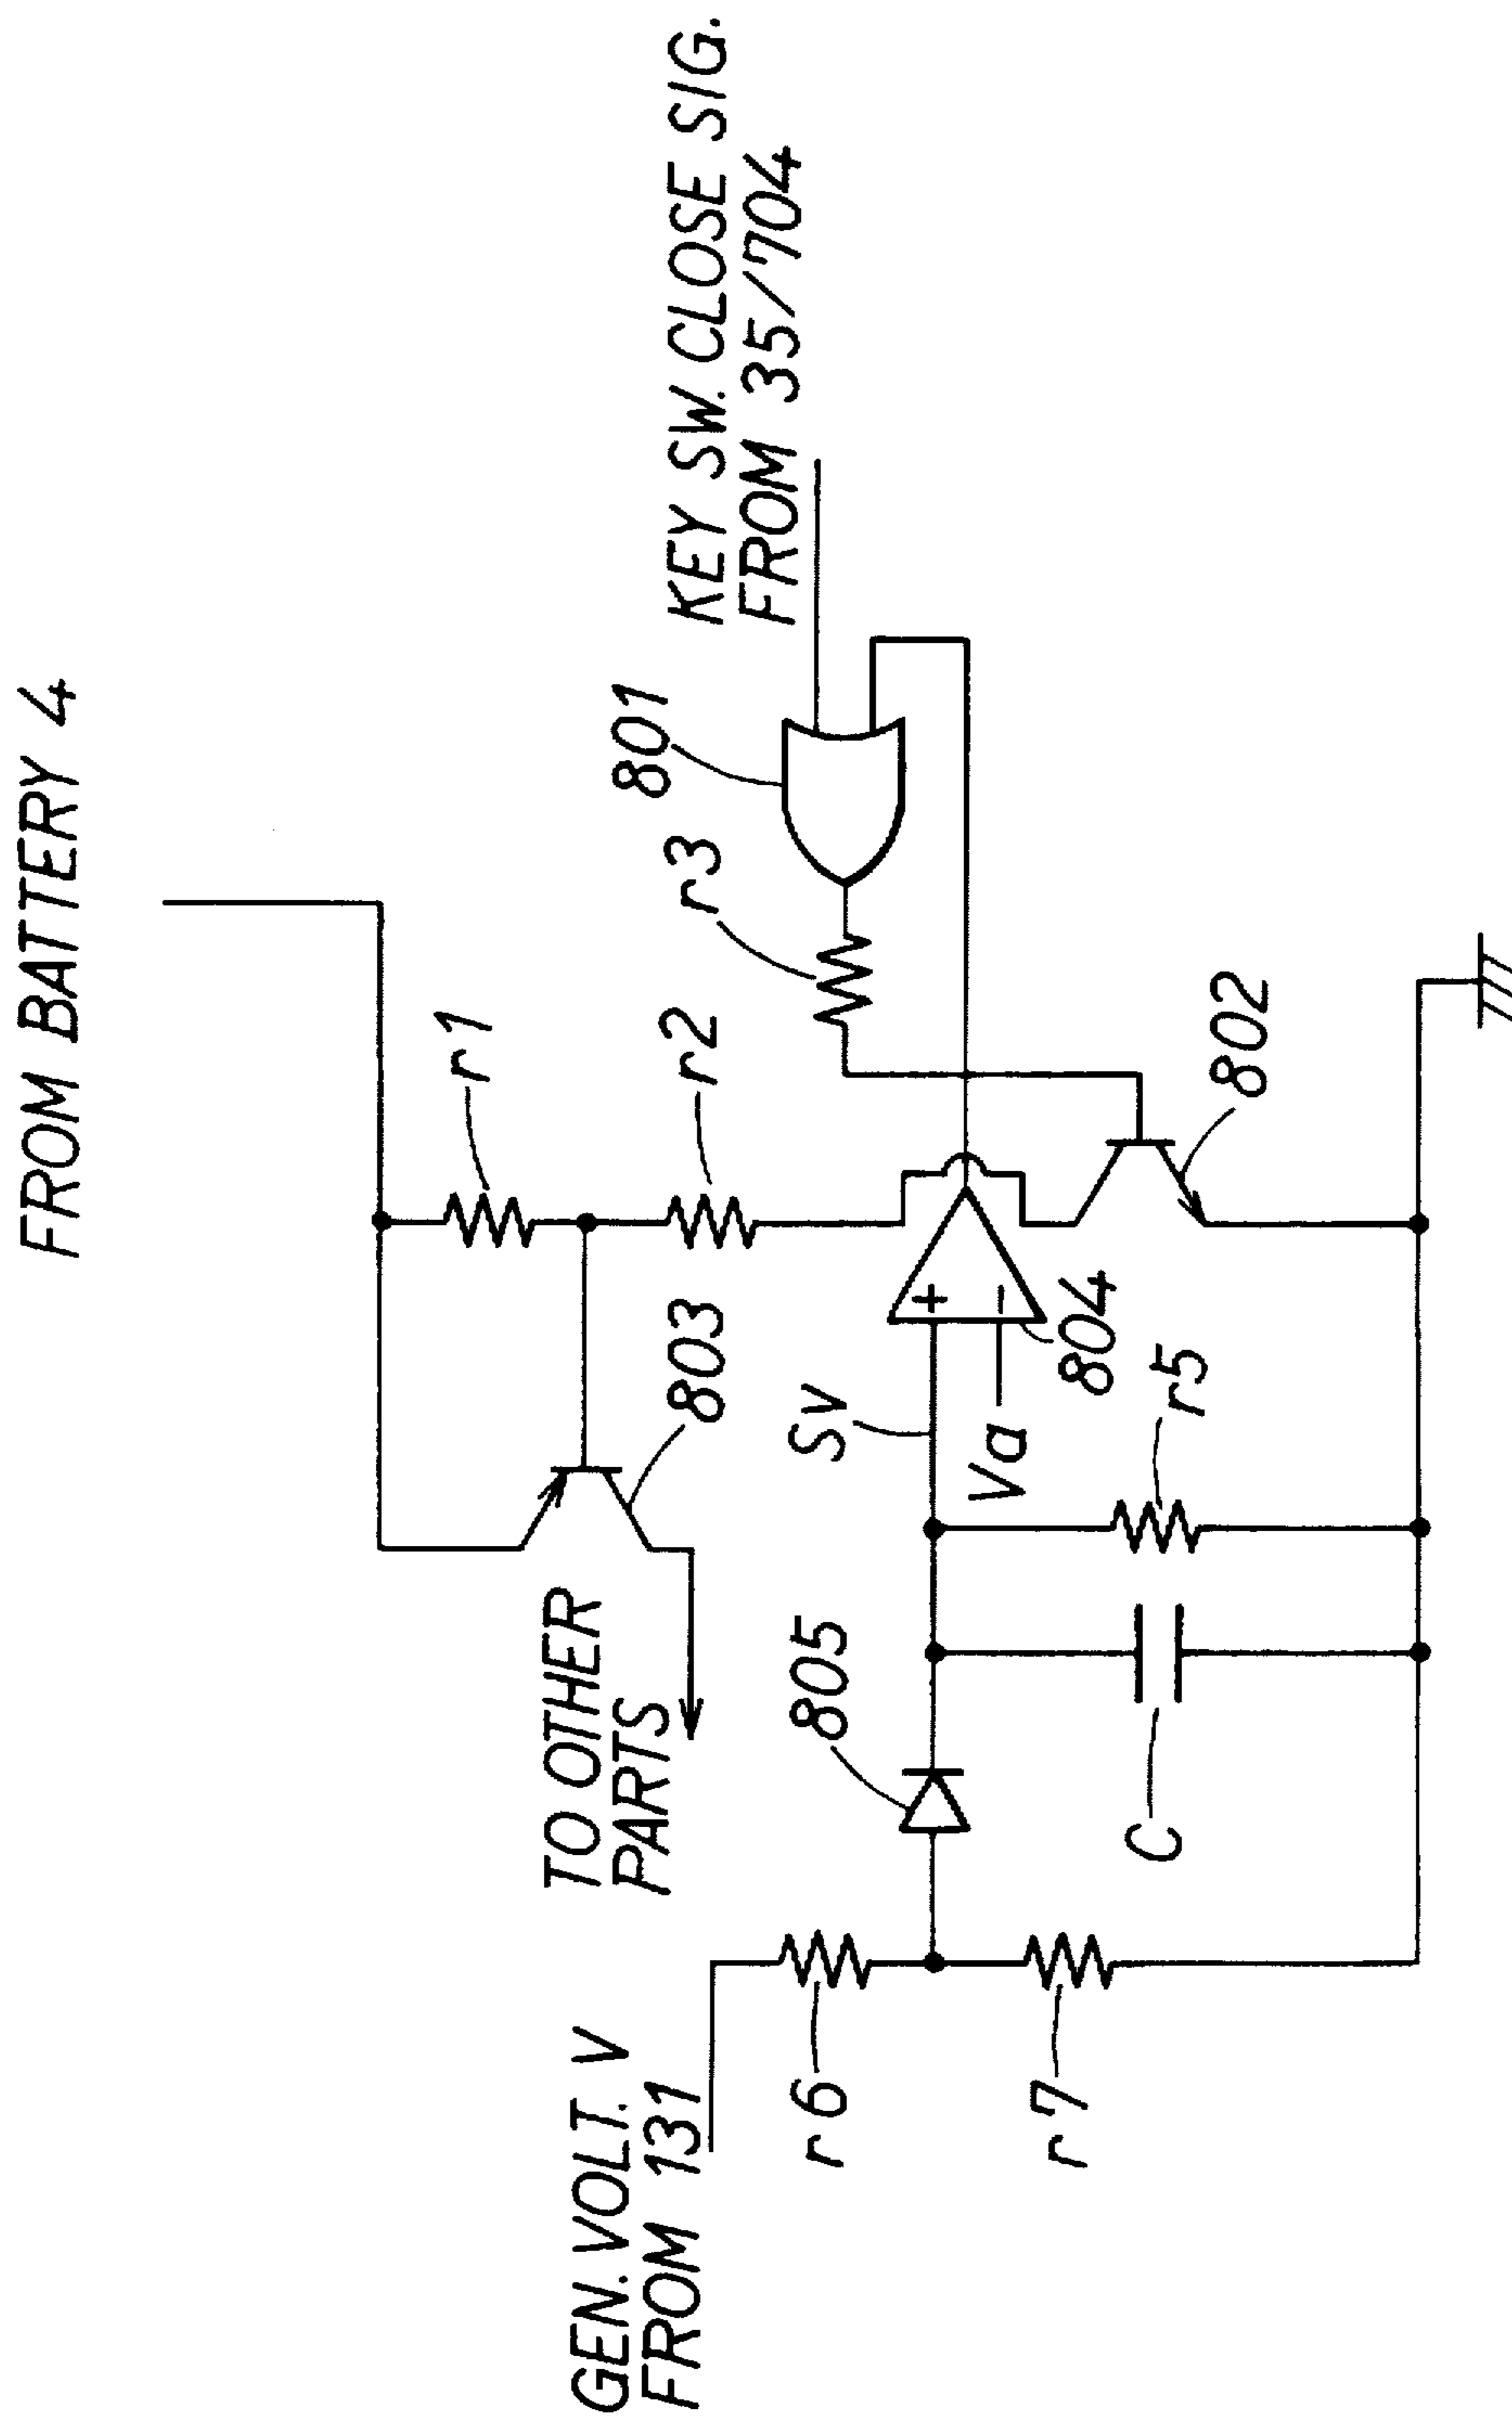 FROM BATTERY 4
r1
r2
803
TO OTHER
PARTS
KEY SW. CLOSE SIG.
FROM 35/704
801
r3
GEN. VOLT. V
FROM 131
r6
r7
805
C
SV
Va
+
−
804
r5
802